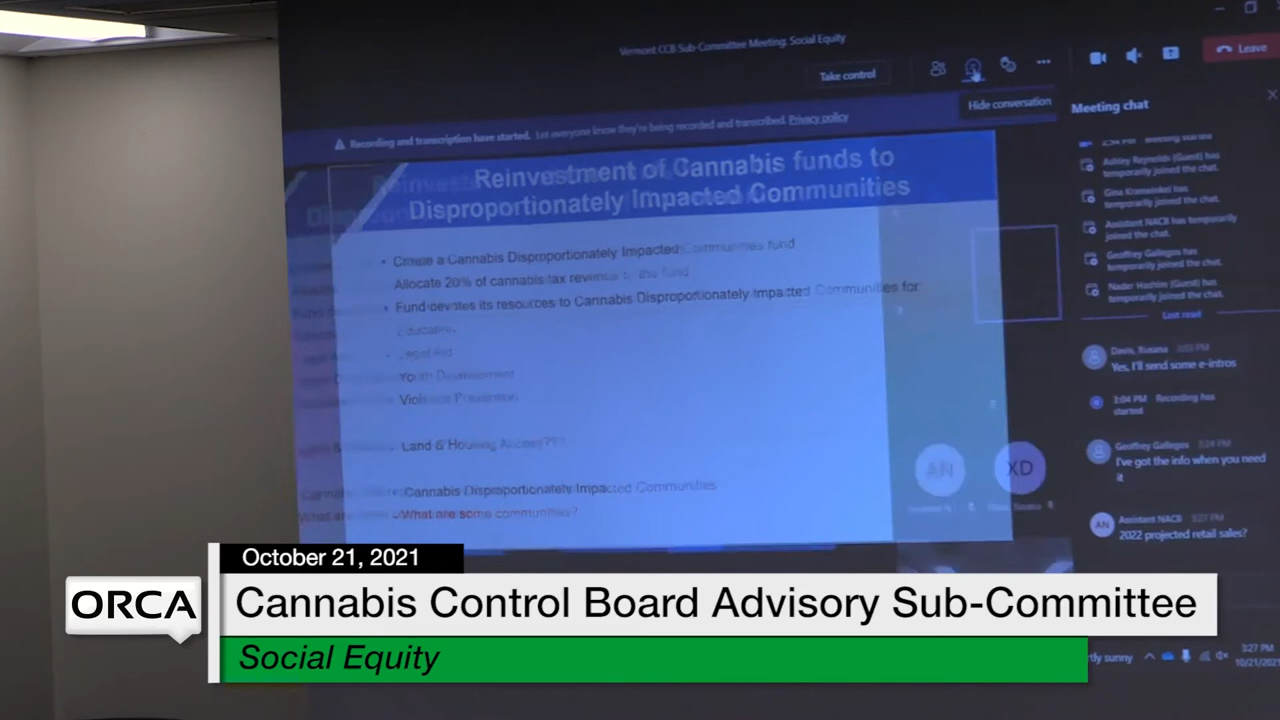 Vermont CCB Sub-Committee Meeting: Social Equity
Take control
Leave
Hide conversation
Meeting chat
Recording and transcription have started. Let everyone know they're being recorded and transcribed. Privacy policy
Reinvestment of Cannabis funds to
Disproportionately Impacted Communities
• Create a Cannabis Disproportionately Impacted Communities fund
Allocate 20% of cannabis tax revenue to the fund
• Fund devotes its resources to Cannabis Disproportionately Impacted Communities for
Education
• Legal Aid
Youth Development
Violence Prevention
Land & Housing Access??
Cannabis Disproportionately Impacted Communities
What are some communities?
Meeting started
Ashley Reynolds (Guest) has
temporarily joined the chat.
Gina Kranwinkel has
temporarily joined the chat.
Assistant NACB has temporarily
joined the chat.
Geoffrey Gallegos has
temporarily joined the chat.
Nader Hashim (Guest) has
temporarily joined the chat.
Last read
Davis, Xusana 3:03 PM
Yes, I'll send some e-intros
3:04 PM Recording has
started
Geoffrey Gallegos 3:24 PM
I've got the info when you need
it
AN Assistant NACB 3:27 PM
2022 projected retail sales?
AN
XD
October 21, 2021
ORCA
Cannabis Control Board Advisory Sub-Committee
Social Equity
rtly sunny
3:27 PM
10/21/2021